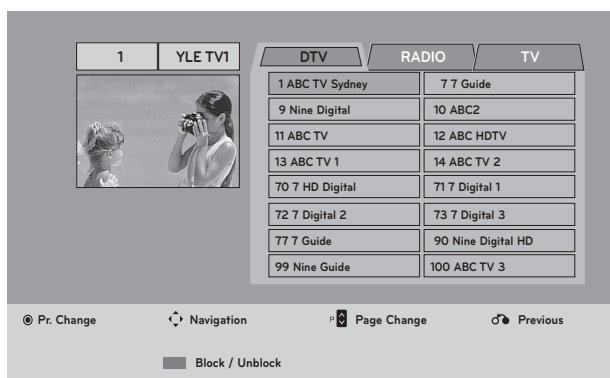 1 YLE TV1 DTV RADIO TV
1 ABC TV Sydney 7 7 Guide
9 Nine Digital 10 ABC2
11 ABC TV 12 ABC HDTV
13 ABC TV 1 14 ABC TV 2
70 7 HD Digital 71 7 Digital 1
72 7 Digital 2 73 7 Digital 3
77 7 Guide 90 Nine Digital HD
99 Nine Guide 100 ABC TV 3
Pr. Change Navigation P Page Change Previous
Block / Unblock